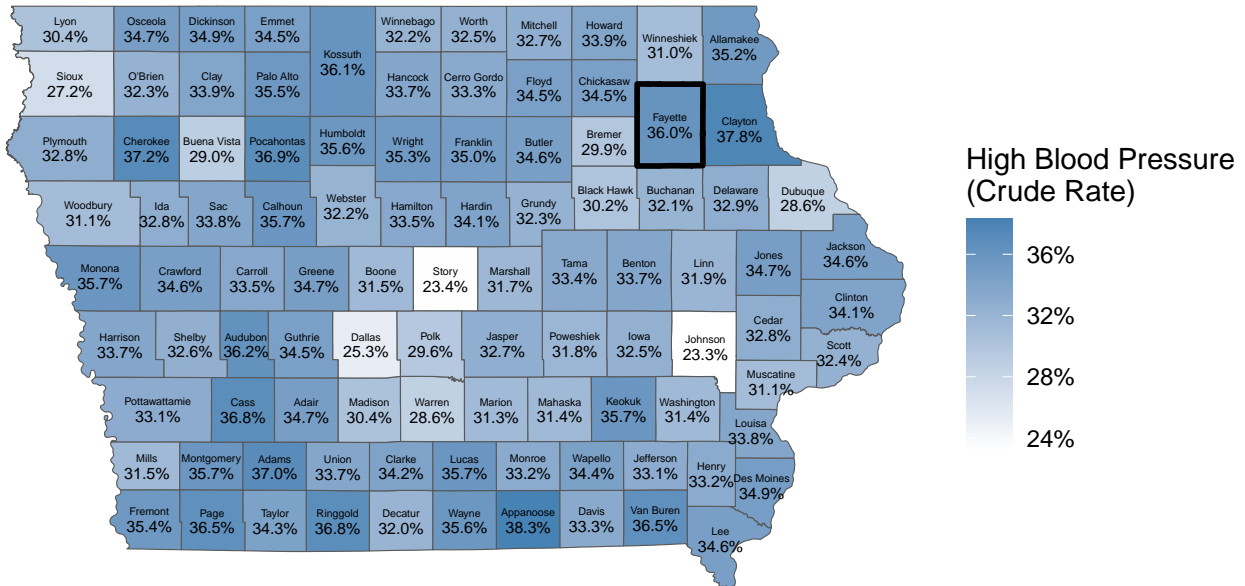 Lyon
30.4%
Osceola
34.7%
Dickinson
34.9%
Emmet
34.5%
Kossuth
36.1%
Winnebago
32.2%
Worth
32.5%
Mitchell
32.7%
Howard
33.9%
Winneshiek
31.0%
Allamakee
35.2%
Sioux
27.2%
O'Brien
32.3%
Clay
33.9%
Palo Alto
35.5%
Hancock
33.7%
Cerro Gordo
33.3%
Floyd
34.5%
Chickasaw
34.5%
Fayette
36.0%
Clayton
37.8%
Plymouth
32.8%
Cherokee
37.2%
Buena Vista
29.0%
Pocahontas
36.9%
Humboldt
35.6%
Wright
35.3%
Franklin
35.0%
Butler
34.6%
Bremer
29.9%
Woodbury
31.1%
Ida
32.8%
Sac
33.8%
Calhoun
35.7%
Webster
32.2%
Hamilton
33.5%
Hardin
34.1%
Grundy
32.3%
Black Hawk
30.2%
Buchanan
32.1%
Delaware
32.9%
Dubuque
28.6%
Monona
35.7%
Crawford
34.6%
Carroll
33.5%
Greene
34.7%
Boone
31.5%
Story
23.4%
Marshall
31.7%
Tama
33.4%
Benton
33.7%
Linn
31.9%
Jones
34.7%
Jackson
34.6%
Clinton
34.1%
Harrison
33.7%
Shelby
32.6%
Audubon
36.2%
Guthrie
34.5%
Dallas
25.3%
Polk
29.6%
Jasper
32.7%
Poweshiek
31.8%
Iowa
32.5%
Johnson
23.3%
Cedar
32.8%
Scott
32.4%
Muscatine
31.1%
Pottawattamie
33.1%
Cass
36.8%
Adair
34.7%
Madison
30.4%
Warren
28.6%
Marion
31.3%
Mahaska
31.4%
Keokuk
35.7%
Washington
31.4%
Louisa
33.8%
Mills
31.5%
Montgomery
35.7%
Adams
37.0%
Union
33.7%
Clarke
34.2%
Lucas
35.7%
Monroe
33.2%
Wapello
34.4%
Jefferson
33.1%
Henry
33.2%
Des Moines
34.9%
Fremont
35.4%
Page
36.5%
Taylor
34.3%
Ringgold
36.8%
Decatur
32.0%
Wayne
35.6%
Appanoose
38.3%
Davis
33.3%
Van Buren
36.5%
Lee
34.6%
High Blood Pressure
(Crude Rate)
36%
32%
28%
24%